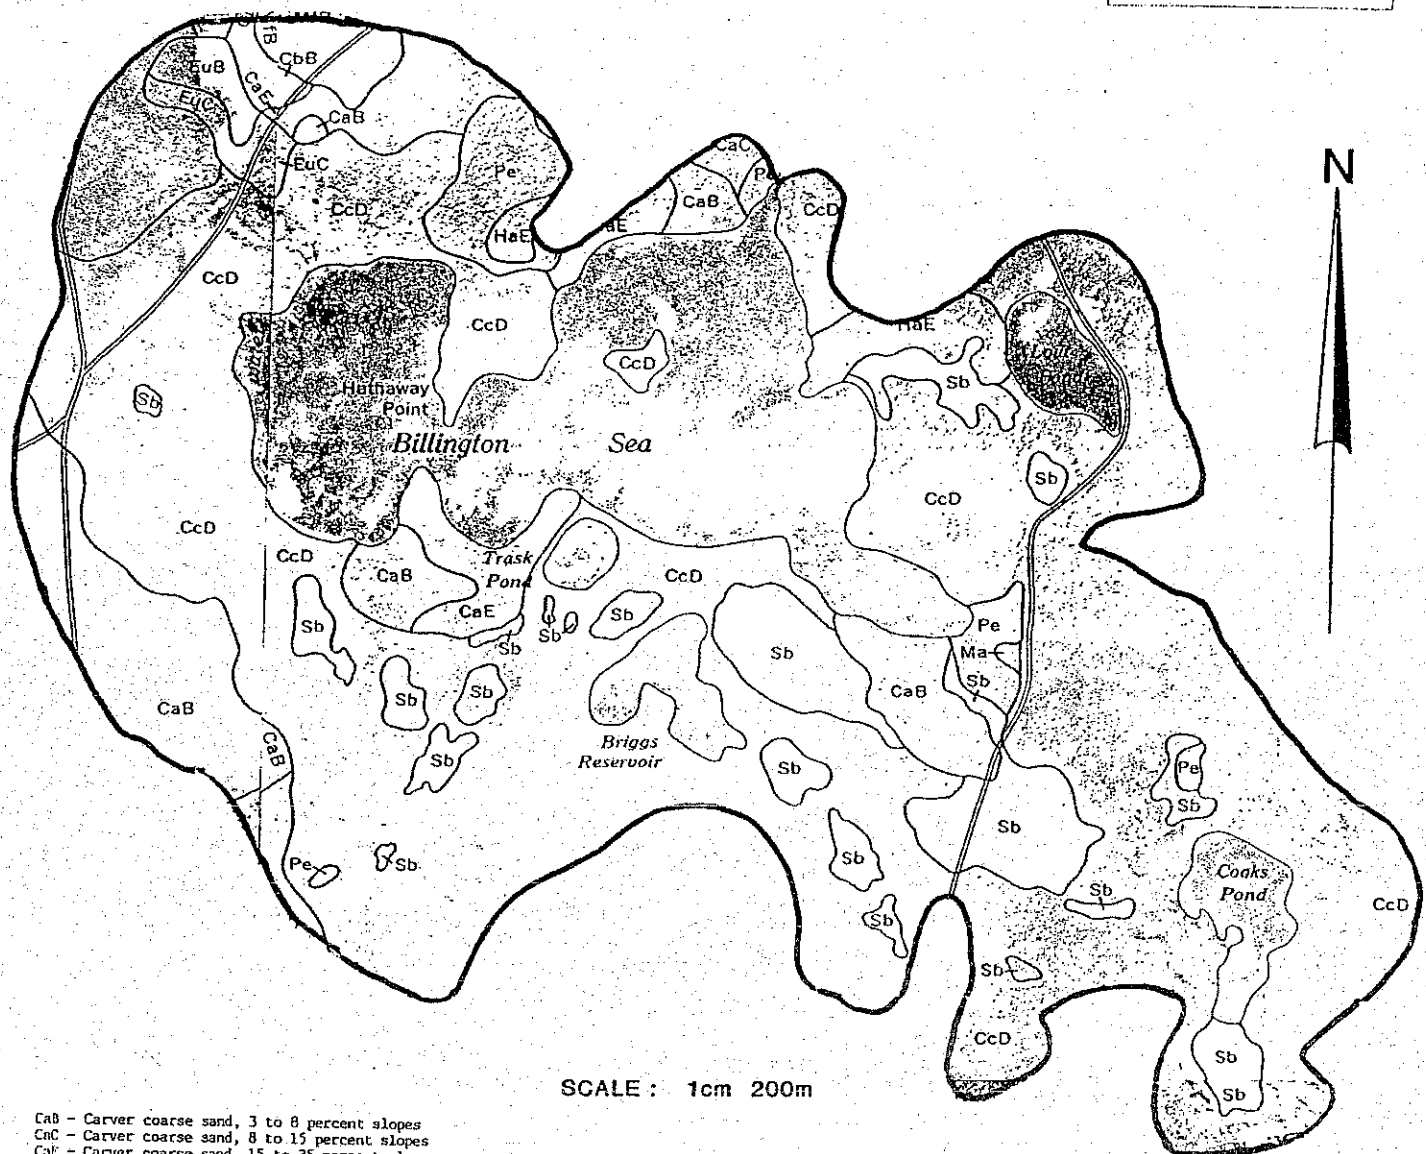 CbB
EuB
CaE
EuC
CaB
EuC
CaC
Pe
Pe
CaB
CcD
CcD
HaE
CcD
N
CcD
HaE
CcD
Sb
Sb
Hathaway
Point
Billington Sea
Sb
CcD
CcD
CcD
Trask
Pond
CcD
CaB
CaE
Sb
Sb
Sb
Sb
Sb
Pe
Ma
Sb
CaB
Sb
Sb
CaB
CaB
Briggs
Reservoir
Sb
Sb
Pe
Sb
Sb
Pe
Sb
Sb
Coaks
Pond
Sb
CcD
Sb
Sb
CcD
Sb
Sb
SCALE : 1cm 200m
CaB - Carver coarse sand, 3 to 8 percent slopes
CnC - Carver coarse sand, 8 to 15 percent slopes